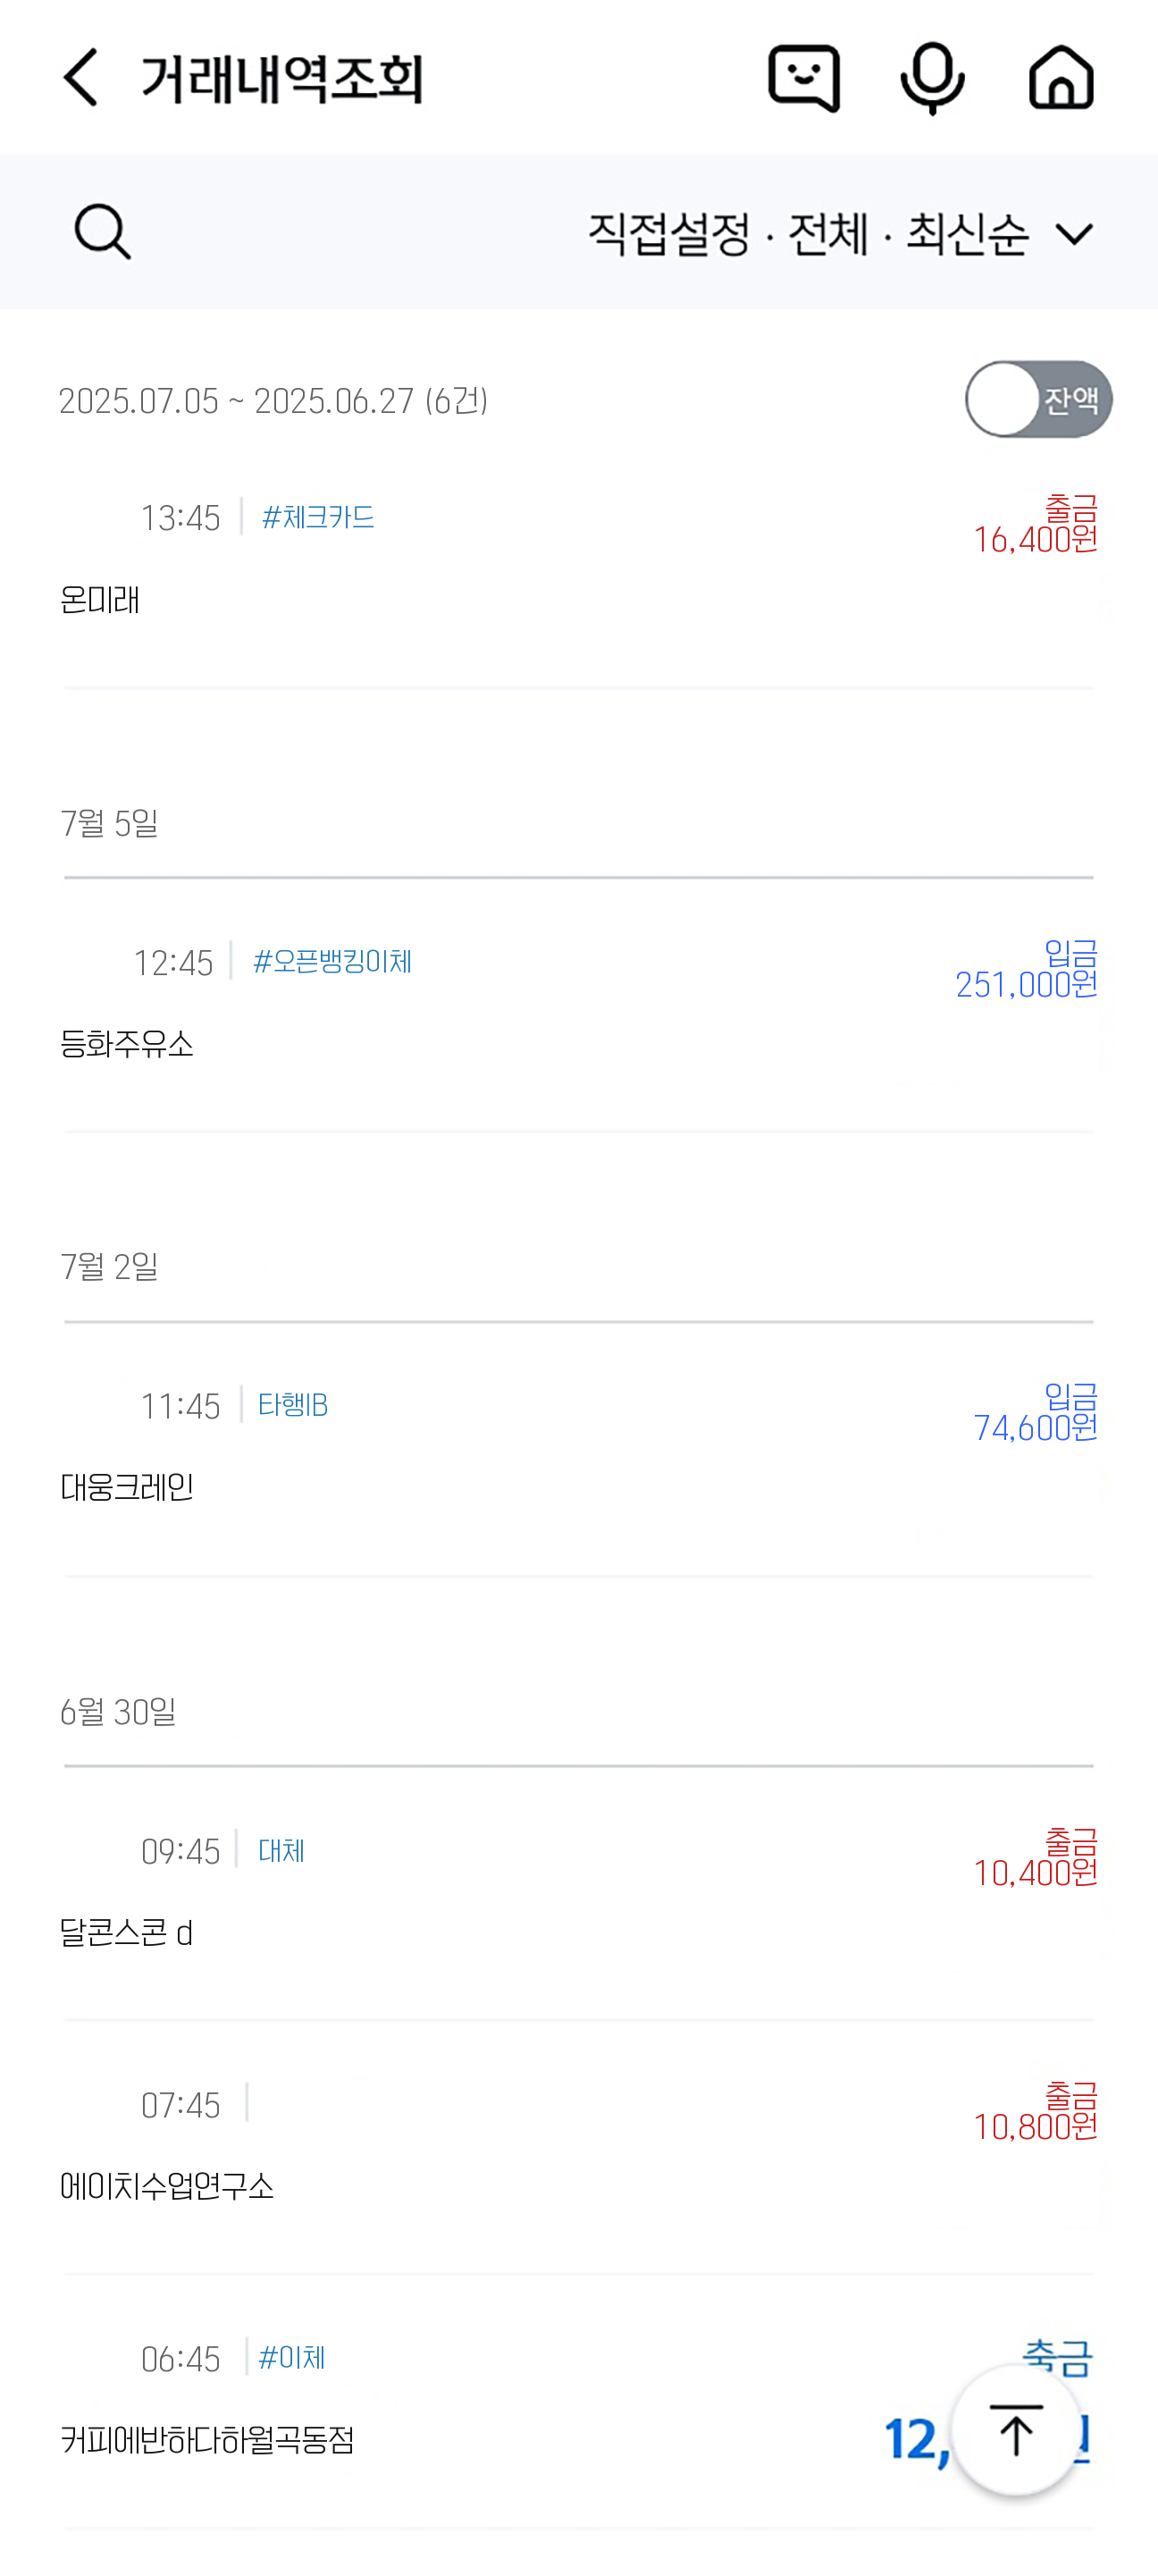 거래내역조회
직접설정 · 전체 · 최신순
2025.07.05 ~ 2025.06.27 (6건)
잔액
13:45 #체크카드
출금
16,400원
온미래
7월 5일
12:45 #오픈뱅킹이체
입금
251,000원
등화주유소
7월 2일
11:45 타행IB
입금
74,600원
대웅크레인
6월 30일
09:45 대체
출금
10,400원
달콘스콘 d
07:45
출금
10,800원
에이치수업연구소
06:45 #이체
출금
커피에반하다하월곡동점
12,